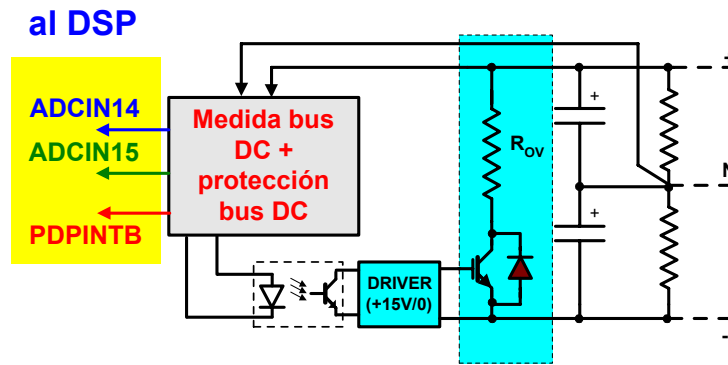 al DSP
ADCIN14
ADCIN15
PDPINTB
Medida bus
DC +
protección
bus DC
R_OV
+
+
DRIVER
(+15V/0)